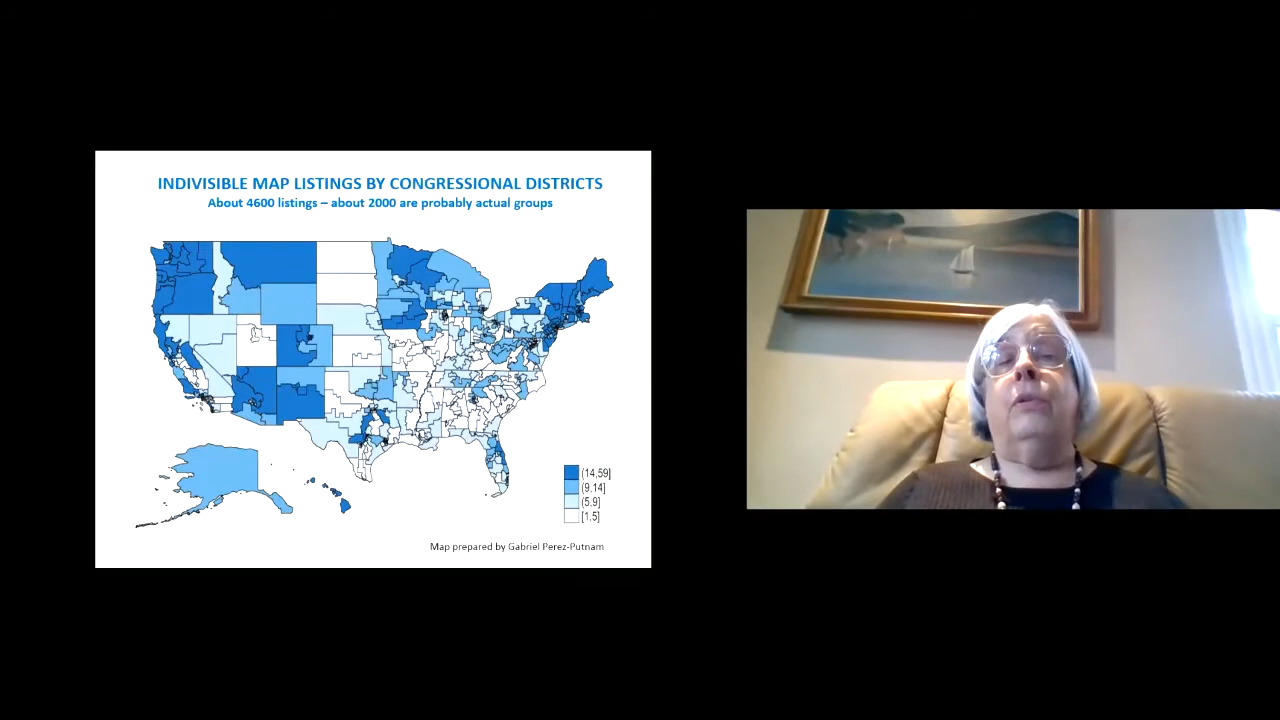 INDIVISIBLE MAP LISTINGS BY CONGRESSIONAL DISTRICTS
About 4600 listings – about 2000 are probably actual groups
(14,59]
(9,14]
(5,9]
[1,5]
Map prepared by Gabriel Perez-Putnam